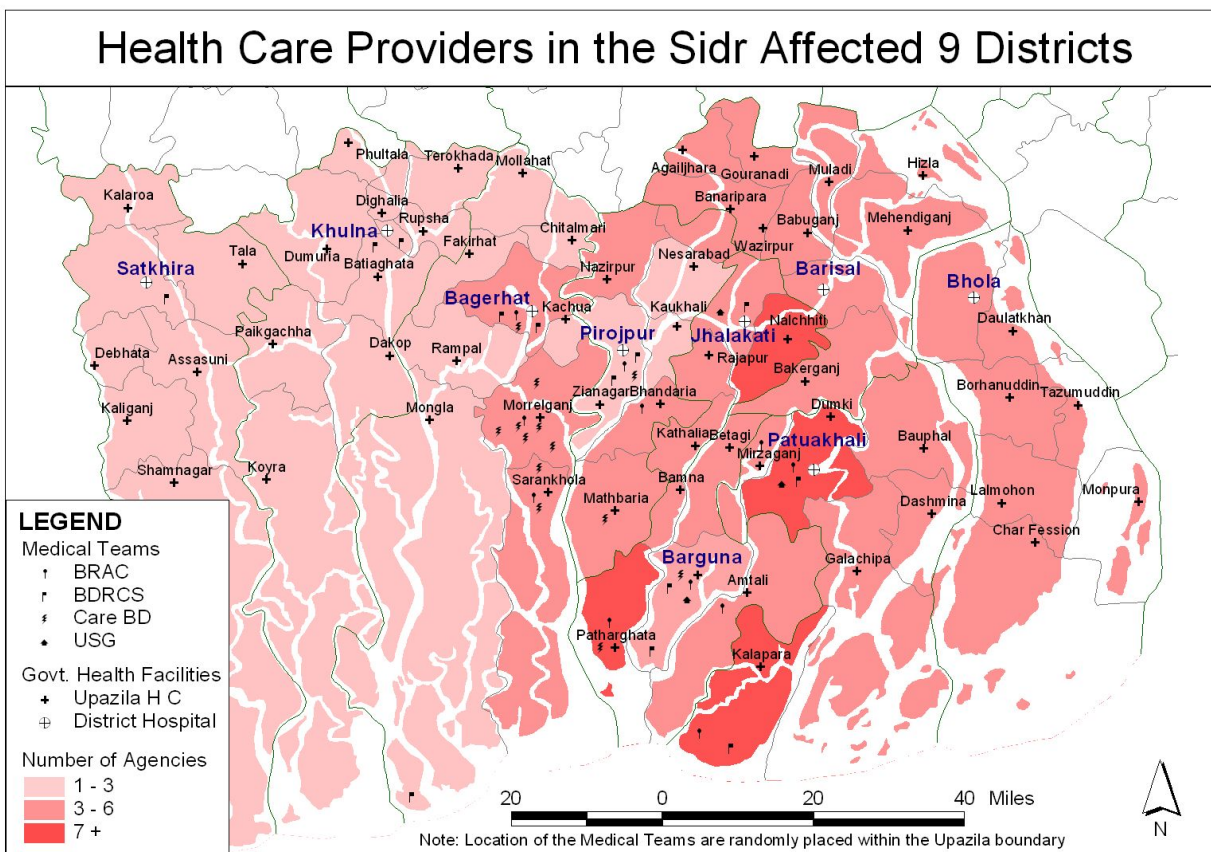 Health Care Providers in the Sidr Affected 9 Districts
Phultala
Terokhada
Mollahat
Agailjhara
Gouranadi
Muladi
Hizla
Kalaroa
Dighalia
Rupsha
Banaripara
Babuganj
Mehendiganj
Khulna
Tala
Dumuria
Fakirhat
Chitalmari
Wazirpur
Batiaghata
Nesarabad
Satkhira
Nazirpur
Barisal
Bhola
Bagerhat
Kachua
Kaukhali
Nalchhiti
Daulatkhan
Paikgachha
Pirojpur
Jhalakati
Debhata
Assasuni
Dakop
Rampal
Rajapur
Bakerganj
Zianagar
Bhandaria
Borhanuddin
Tazumuddin
Kaliganj
Mongla
Morrelganj
Dumki
Kathalia
Betagi
Patuakhali
Bauphal
Mirzaganj
Shamnagar
Koyra
Sarankhola
Bamna
Mathbaria
Dashmina
Lalmohon
Monpura
Char Fession
Barguna
Galachipa
Amtali
Patharghata
Kalapara
LEGEND
Medical Teams
BRAC
BDRCS
Care BD
USG
Govt. Health Facilities
Upazila H C
District Hospital
Number of Agencies
1 - 3
3 - 6
7 +
20 0 20 40 Miles
Note: Location of the Medical Teams are randomly placed within the Upazila boundary
N